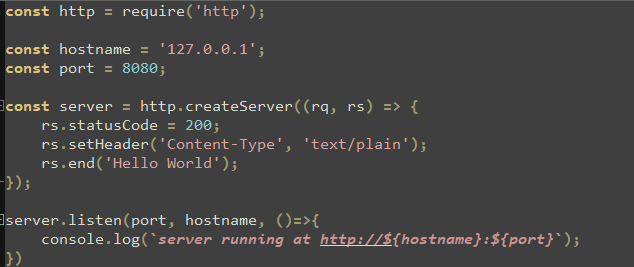 const http = require('http');
const hostname = '127.0.0.1';
const port = 8080;
const server = http.createServer((rq, rs) => {
rs.statusCode = 200;
rs.setHeader('Content-Type', 'text/plain');
rs.end('Hello World');
});
server.listen(port, hostname, ()=>{
console.log(`server running at http://${hostname}:${port}`);
})